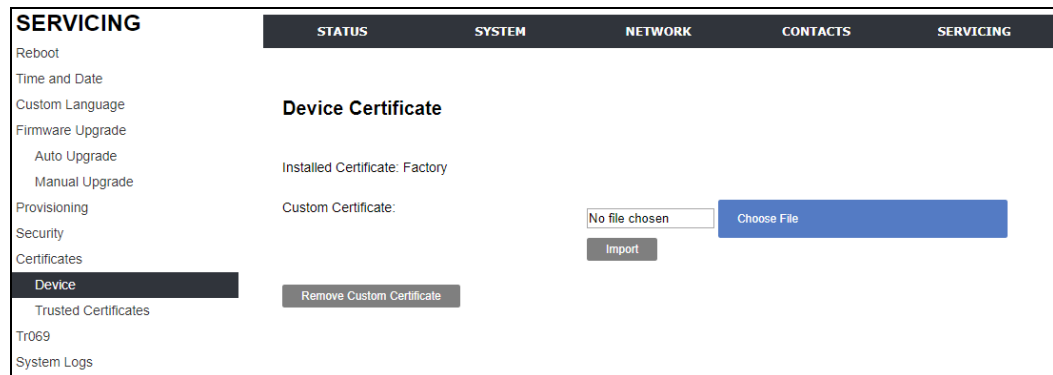 SERVICING
Reboot
Time and Date
Custom Language
Firmware Upgrade
Auto Upgrade
Manual Upgrade
Provisioning
Security
Certificates
Device
Trusted Certificates
Tr069
System Logs
STATUS SYSTEM NETWORK CONTACTS SERVICING
Device Certificate
Installed Certificate: Factory
Custom Certificate: No file chosen Choose File
Import
Remove Custom Certificate